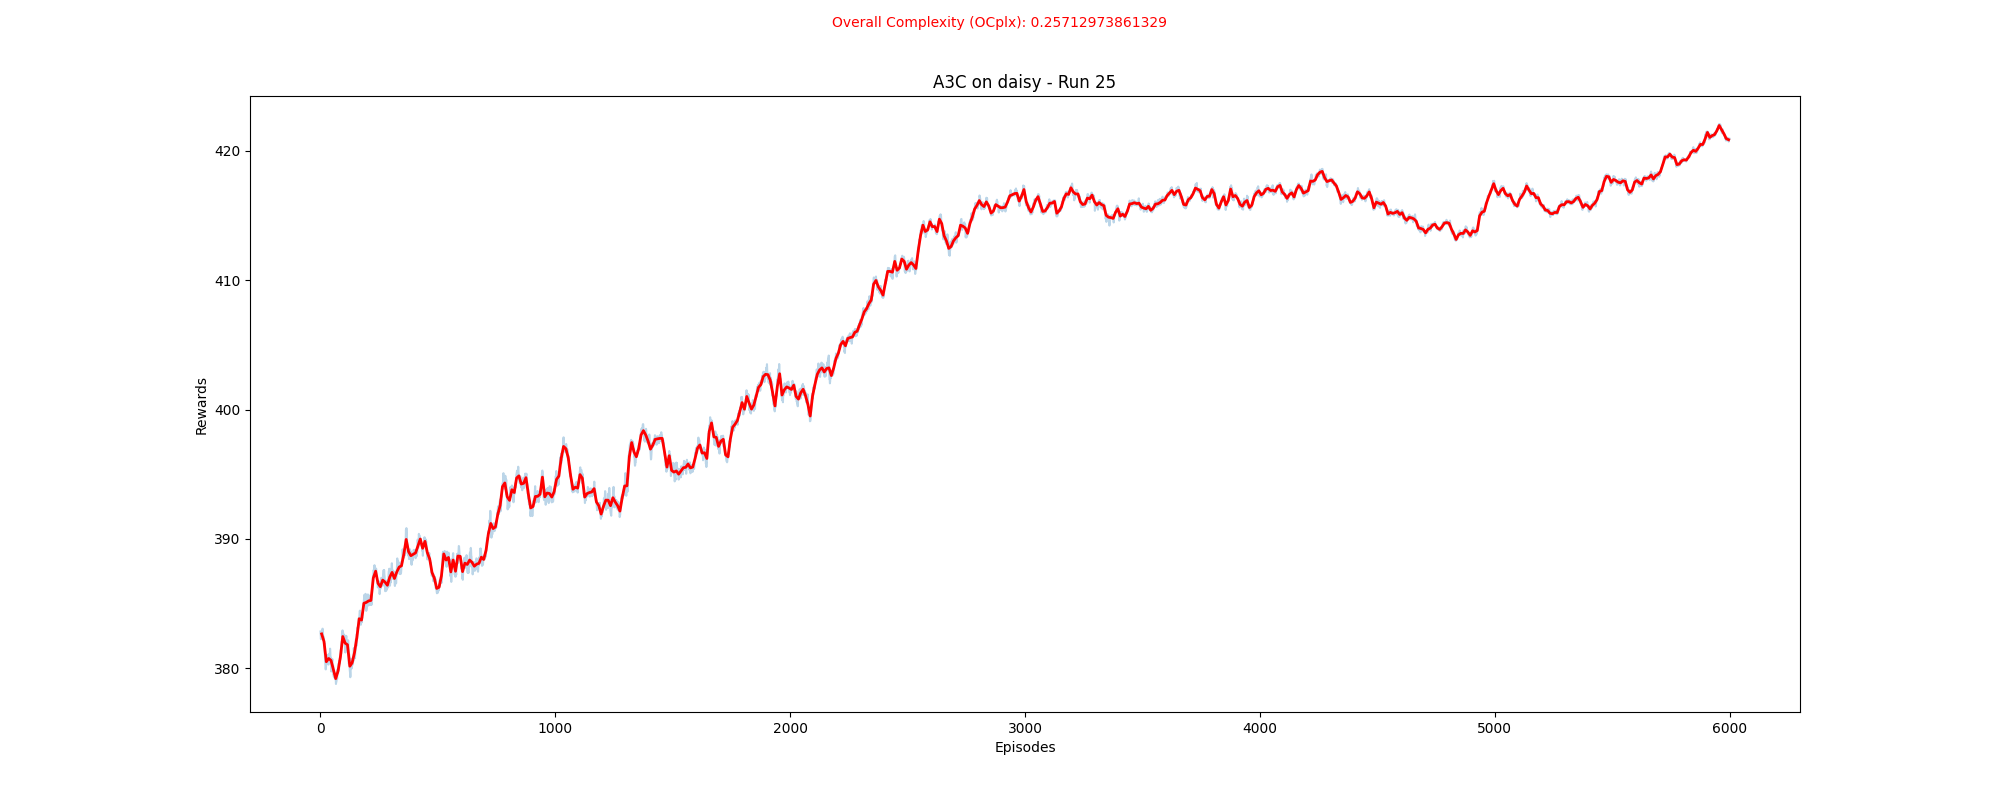 Overall Complexity (OCplx): 0.25712973861329
A3C on daisy - Run 25
420
410
400
390
380
Rewards
0 1000 2000 3000 4000 5000 6000
Episodes